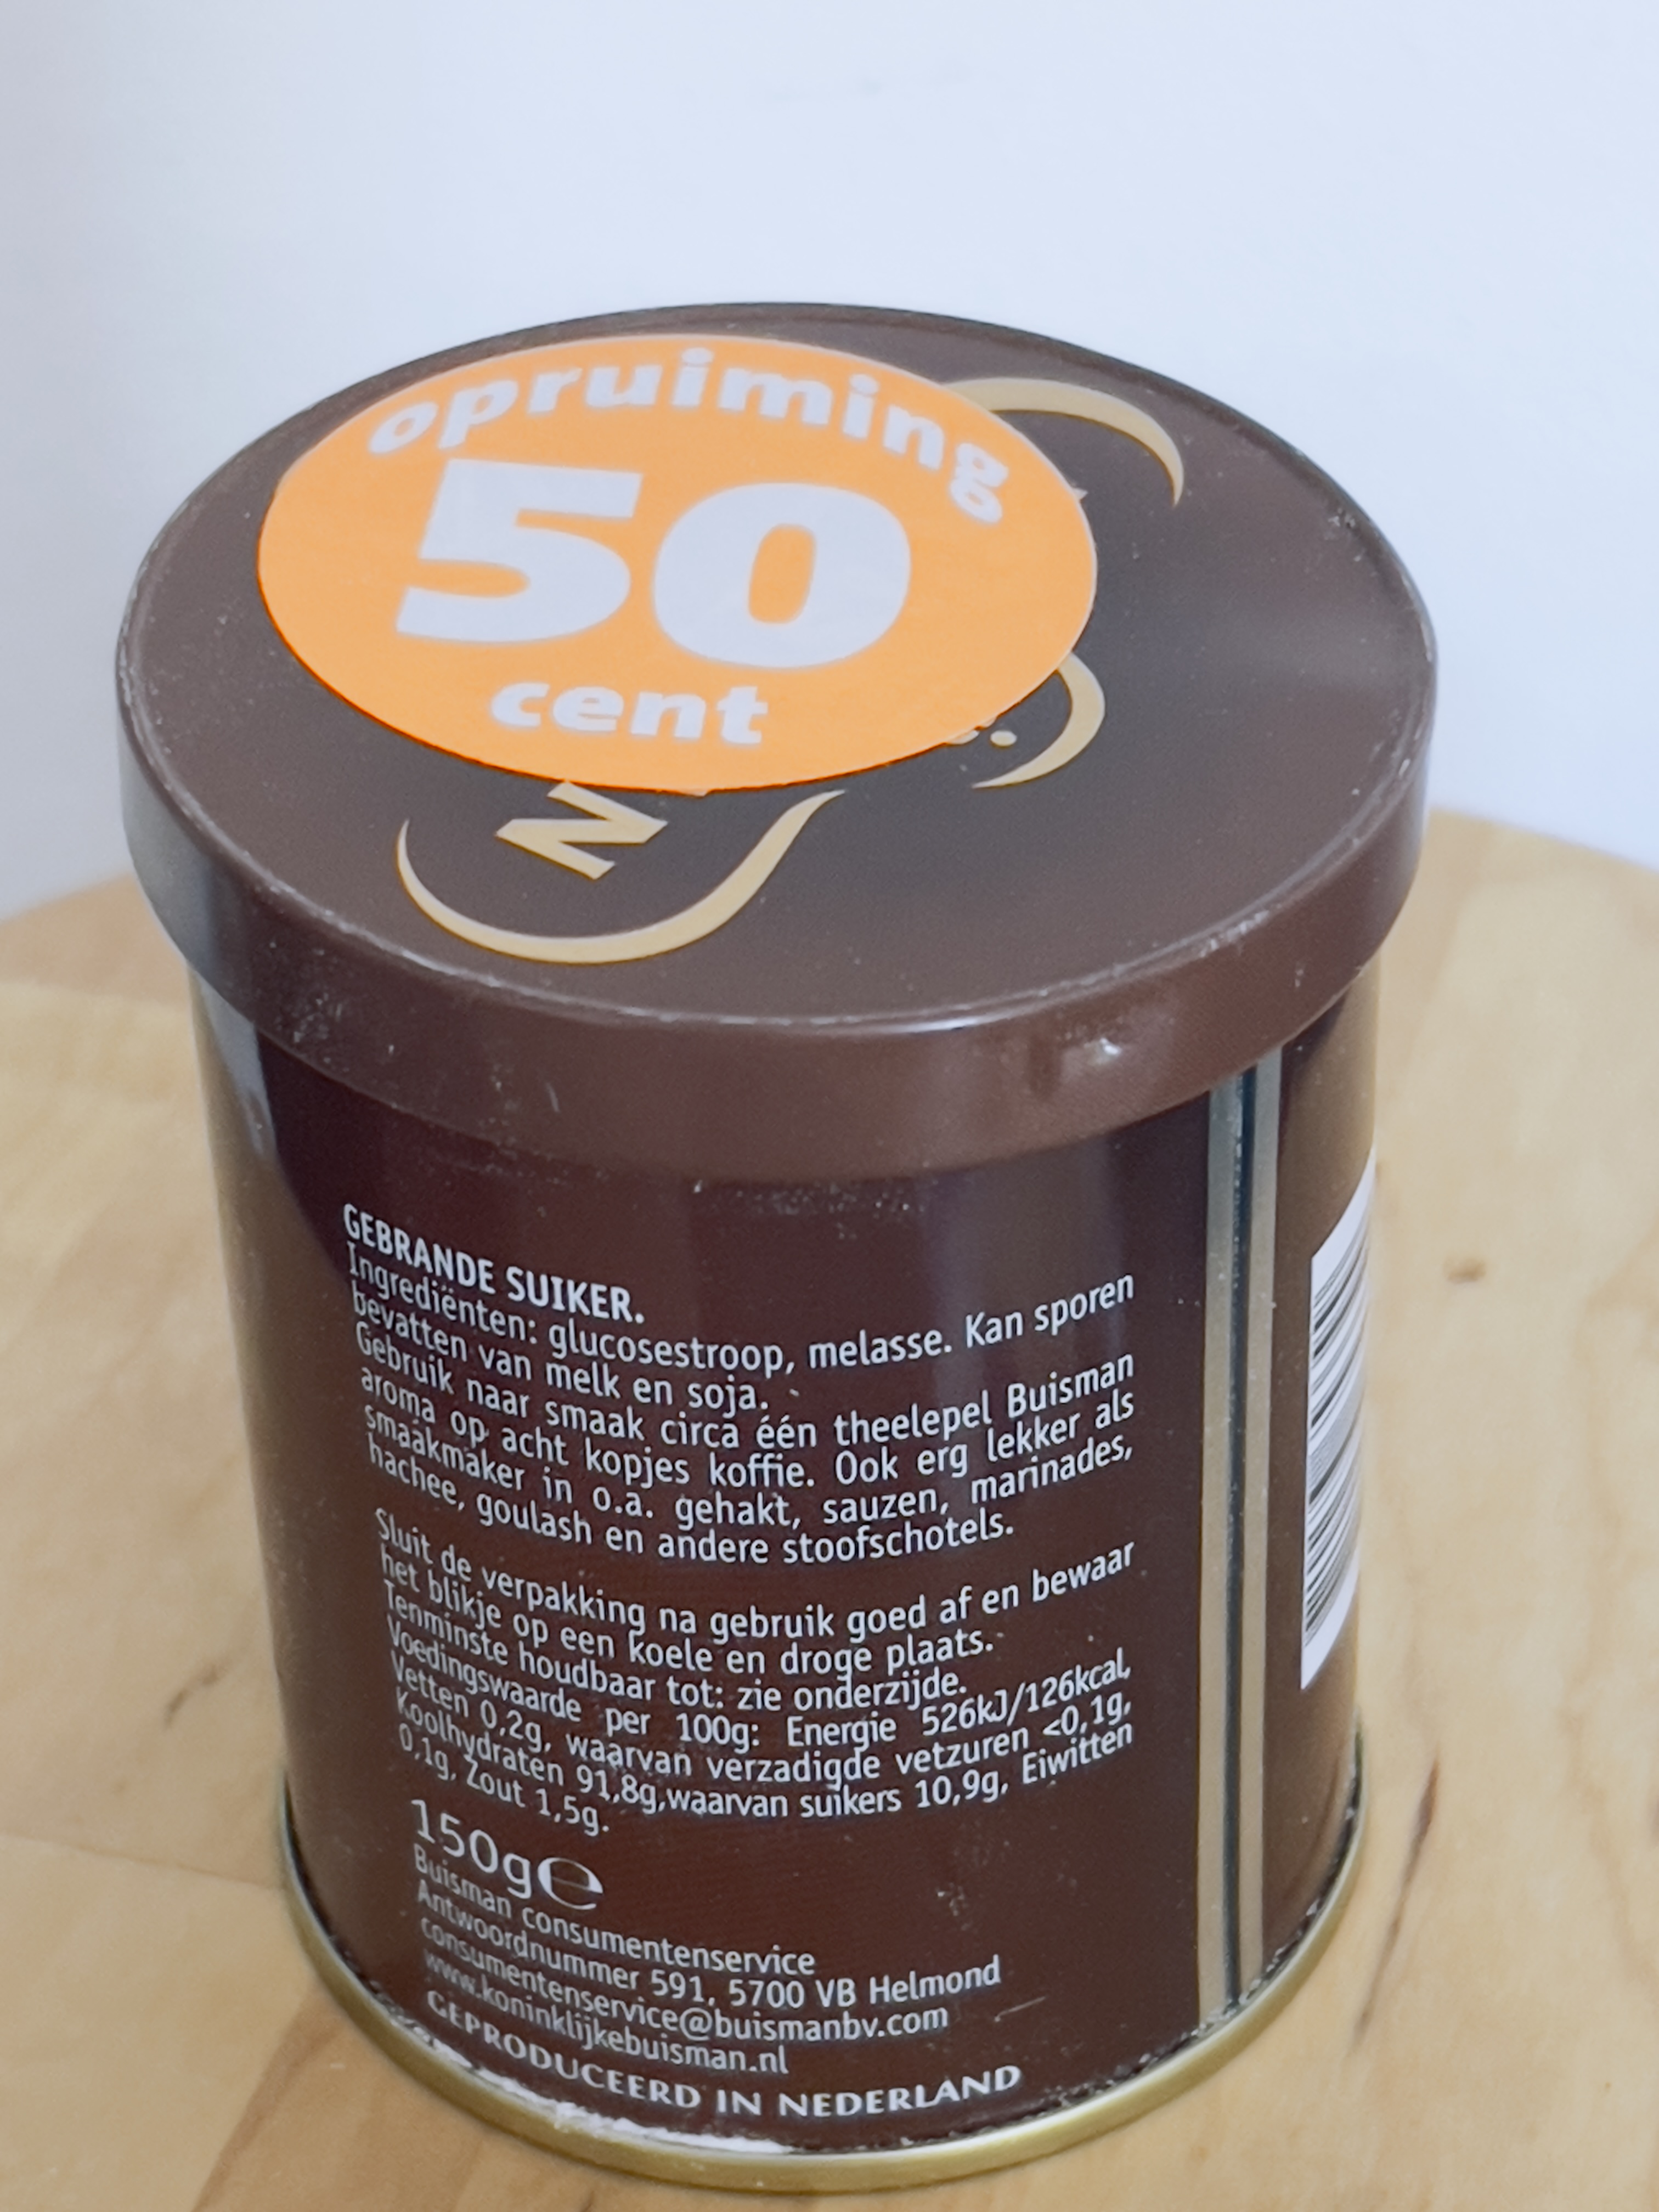 opruiming
50
cent
N
GEBRANDE SUIKER.
Ingrediënten: glucosestroop, melasse. Kan sporen
bevatten van melk en soja.
Gebruik naar smaak circa één theelepel Buisman
aroma op acht kopjes koffie. Ook erg lekker als
smaakmaker in o.a. gehakt, sauzen, marinades,
hachee, goulash en andere stoofschotels.
Sluit de verpakking na gebruik goed af en bewaar
het blikje op een koele en droge plaats.
Tenminste houdbaar tot: zie onderzijde.
Voedingswaarde per 100g: Energie 526kJ/126kcal,
Vetten 0,2g, waarvan verzadigde vetzuren <0,1g,
Koolhydraten 91,8g,waarvan suikers 10,9g, Eiwitten
0,1g, Zout 1,5g.
150g℮
Buisman consumentenservice
Antwoordnummer 591, 5700 VB Helmond
consumentenservice@buismanbv.com
www.koninklijkebuisman.nl
GEPRODUCEERD IN NEDERLAND